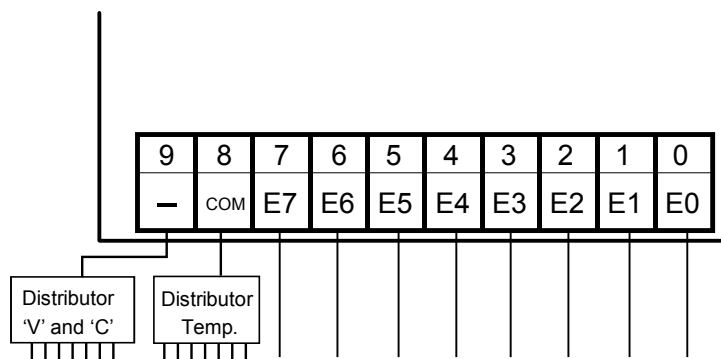 9 8 7 6 5 4 3 2 1 0
– COM E7 E6 E5 E4 E3 E2 E1 E0
Distributor
'V' and 'C'
Distributor
Temp.